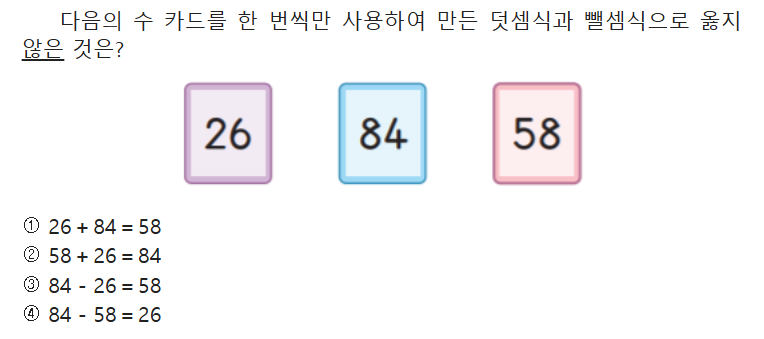 다음의 수 카드를 한 번씩만 사용하여 만든 덧셈식과 뺄셈식으로 옳지
않은 것은?
26 84 58
① 26 + 84 = 58
② 58 + 26 = 84
③ 84 - 26 = 58
④ 84 - 58 = 26